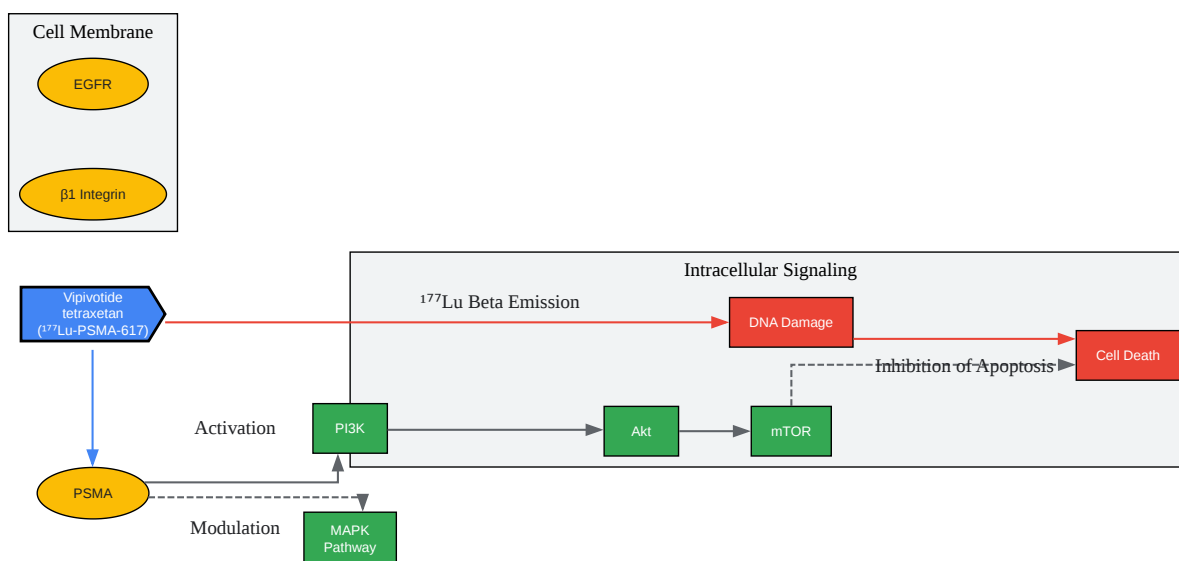 Cell Membrane
EGFR
β1 Integrin
Intracellular Signaling
Vipivotide
tetraxetan
(¹⁷⁷Lu-PSMA-617)
¹⁷⁷Lu Beta Emission
DNA Damage
Cell Death
Inhibition of Apoptosis
Activation
PI3K
Akt
mTOR
PSMA
Modulation
MAPK
Pathway